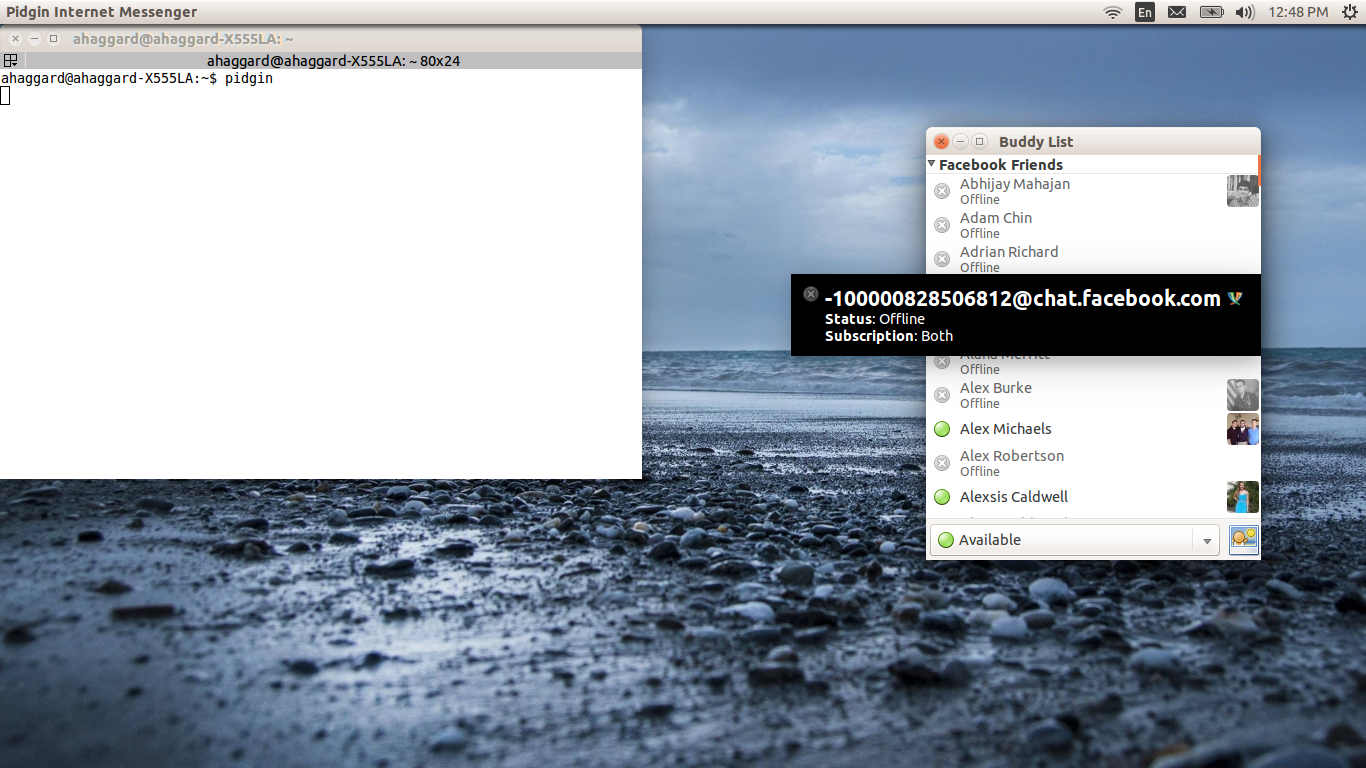 Pidgin Internet Messenger
En
12:48 PM
ahaggard@ahaggard-X555LA: ~
ahaggard@ahaggard-X555LA: ~ 80x24
ahaggard@ahaggard-X555LA:~$ pidgin
Buddy List
Facebook Friends
Abhijay Mahajan
Offline
Adam Chin
Offline
Adrian Richard
Offline
-100000828506812@chat.facebook.com
Status: Offline
Subscription: Both
Offline
Alex Burke
Offline
Alex Michaels
Alex Robertson
Offline
Alexsis Caldwell
Available